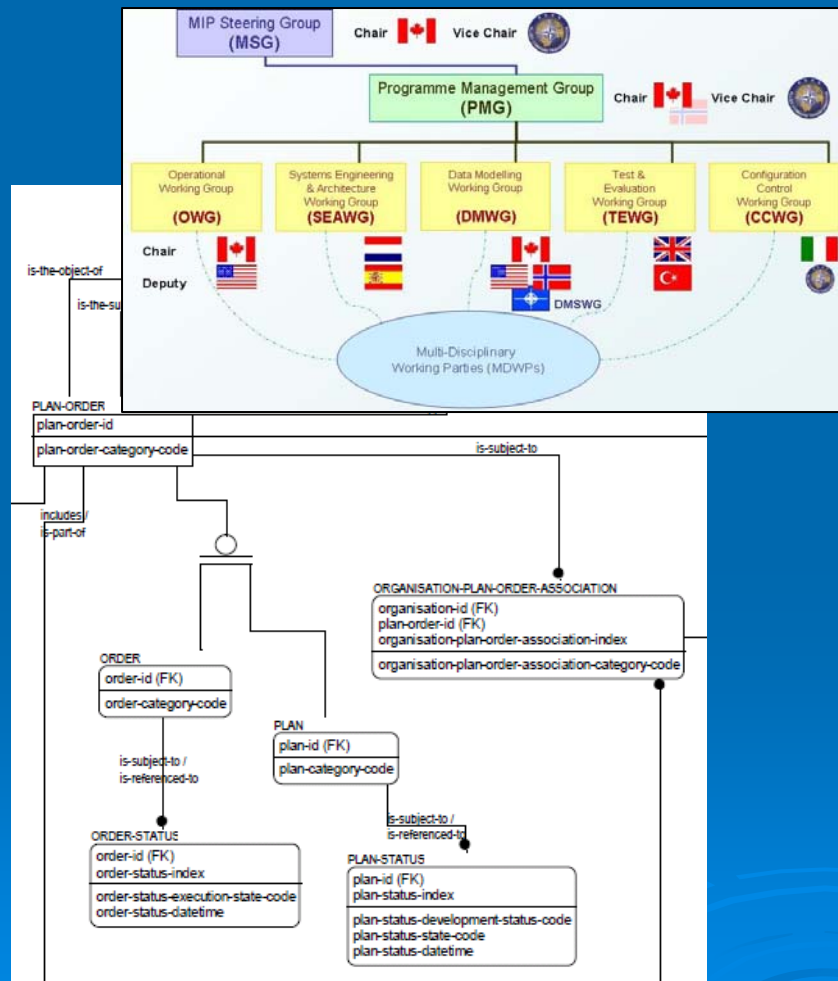 MIP Steering Group
(MSG)
Chair
Vice Chair
Programme Management Group
(PMG)
Chair
Vice Chair
Operational
Working Group
(OWG)
Systems Engineering
& Architecture
Working Group
(SEAWG)
Data Modelling
Working Group
(DMWG)
Test &
Evaluation
Working Group
(TEWG)
Configuration
Control
Working Group
(CCWG)
Chair
Deputy
DMSWG
Multi-Disciplinary
Working Parties (MDWPs)
is-the-object-of
is-the-su
PLAN-ORDER
plan-order-id
plan-order-category-code
is-subject-to
includes /
is-part-of
ORGANISATION-PLAN-ORDER-ASSOCIATION
organisation-id (FK)
plan-order-id (FK)
organisation-plan-order-association-index
organisation-plan-order-association-category-code
ORDER
order-id (FK)
order-category-code
PLAN
plan-id (FK)
plan-category-code
is-subject-to /
is-referenced-to
is-subject-to /
is-referenced-to
ORDER-STATUS
order-id (FK)
order-status-index
order-status-execution-state-code
order-status-datetime
PLAN-STATUS
plan-id (FK)
plan-status-index
plan-status-development-status-code
plan-status-state-code
plan-status-datetime